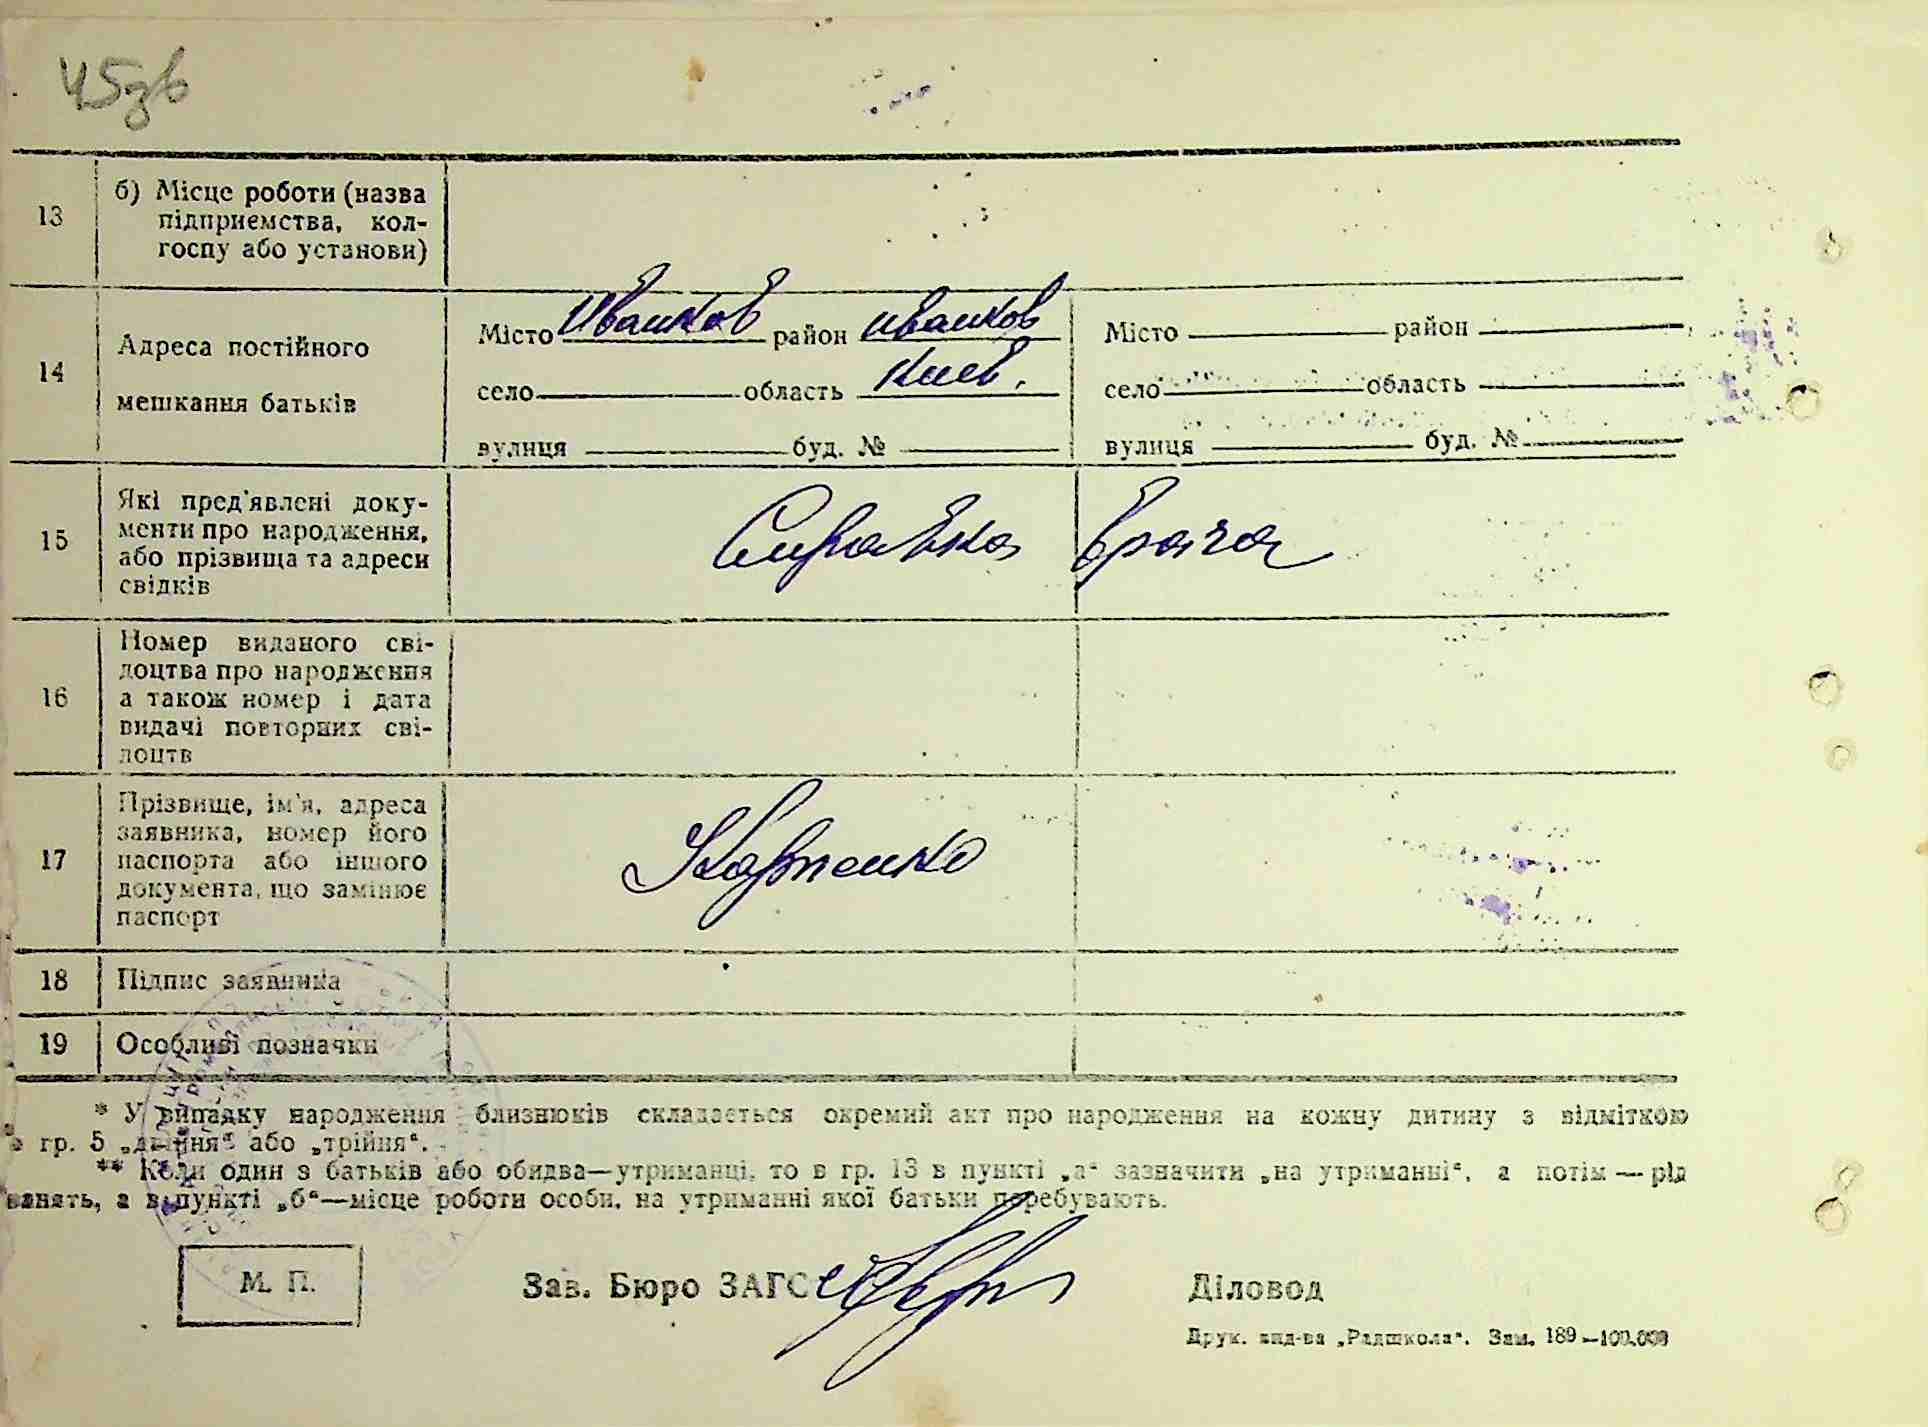 45зв
13 б) Місце роботи (назва
підприємства, кол-
госпу або установи)
14 Адреса постійного
мешкання батьків
Місто Иванков район Иванков
село область Киев.
вулиця буд. №
Місто район
село область
вулиця буд. №
15 Які пред'явлені доку-
менти про народження,
або прізвища та адреси
свідків
Справка врача
16 Номер виданого сві-
доцтва про народження
а також номер і дата
видачі повторних сві-
доцтв
17 Прізвище, ім'я, адреса
заявника, номер його
паспорта або іншого
документа, що замінює
паспорт
Карпенко
18 Підпис заявника
19 Особливі позначки
* У випадку народження близнюків складається окремий акт про народження на кожну дитину з відміткою
в гр. 5 „двійня“ або „трійня“.
** Коли один з батьків або обидва—утриманці, то в гр. 13 в пункті „а“ зазначити „на утриманні“, а потім — рід
занять, а в пункті „б“—місце роботи особи, на утриманні якої батьки перебувають.
М. П.
Зав. Бюро ЗАГС
Діловод
Друк. вид-ва „Радшкола“. Зам. 189—100.000